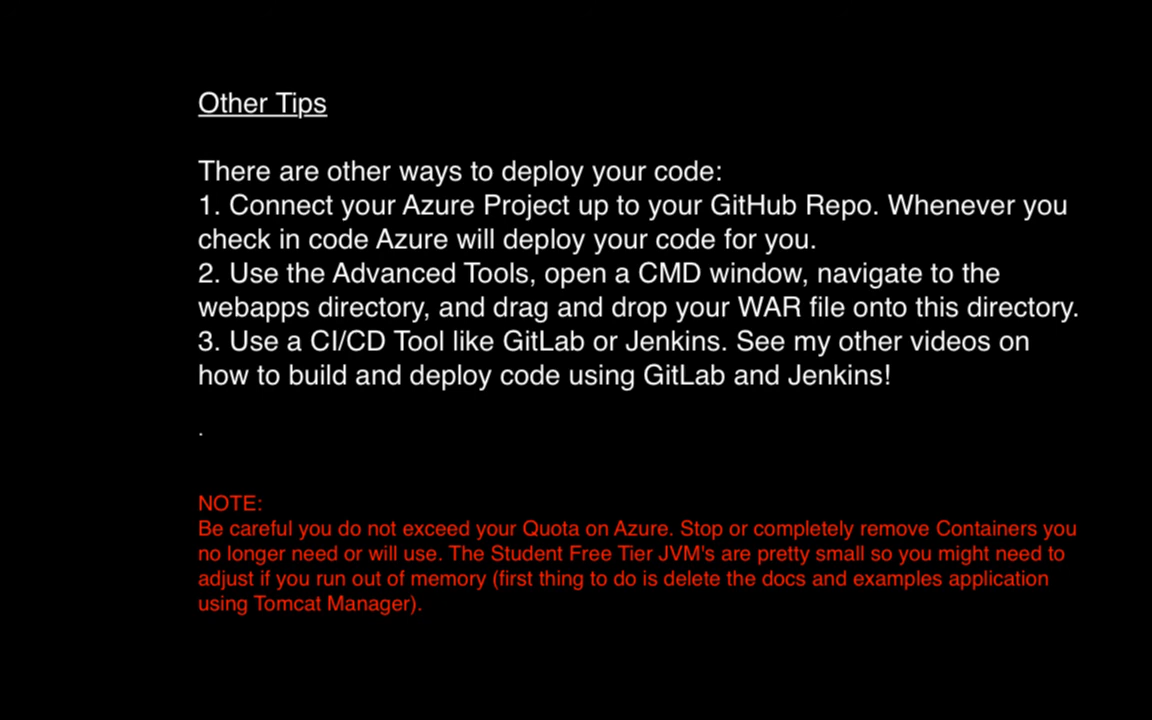 Other Tips
There are other ways to deploy your code:
1. Connect your Azure Project up to your GitHub Repo. Whenever you
check in code Azure will deploy your code for you.
2. Use the Advanced Tools, open a CMD window, navigate to the
webapps directory, and drag and drop your WAR file onto this directory.
3. Use a CI/CD Tool like GitLab or Jenkins. See my other videos on
how to build and deploy code using GitLab and Jenkins!
.
NOTE:
Be careful you do not exceed your Quota on Azure. Stop or completely remove Containers you
no longer need or will use. The Student Free Tier JVM's are pretty small so you might need to
adjust if you run out of memory (first thing to do is delete the docs and examples application
using Tomcat Manager).